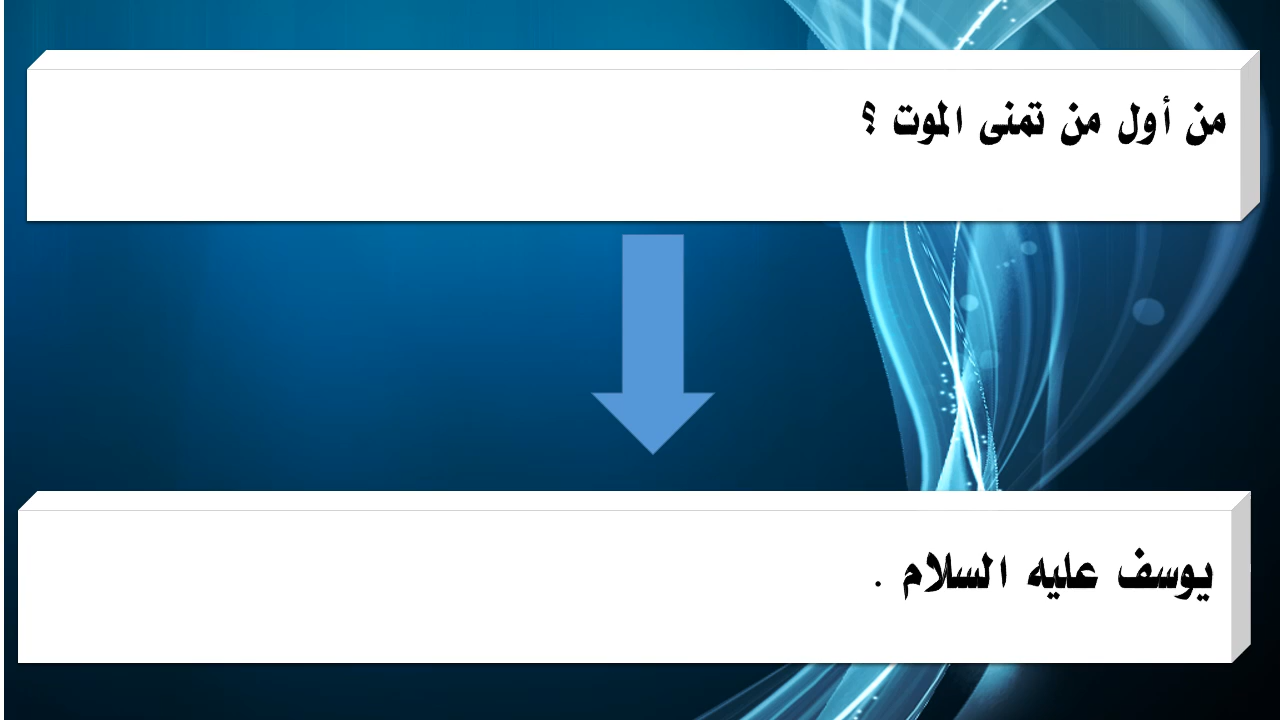 من أول من تمنى الموت ؟
يوسف عليه السلام .